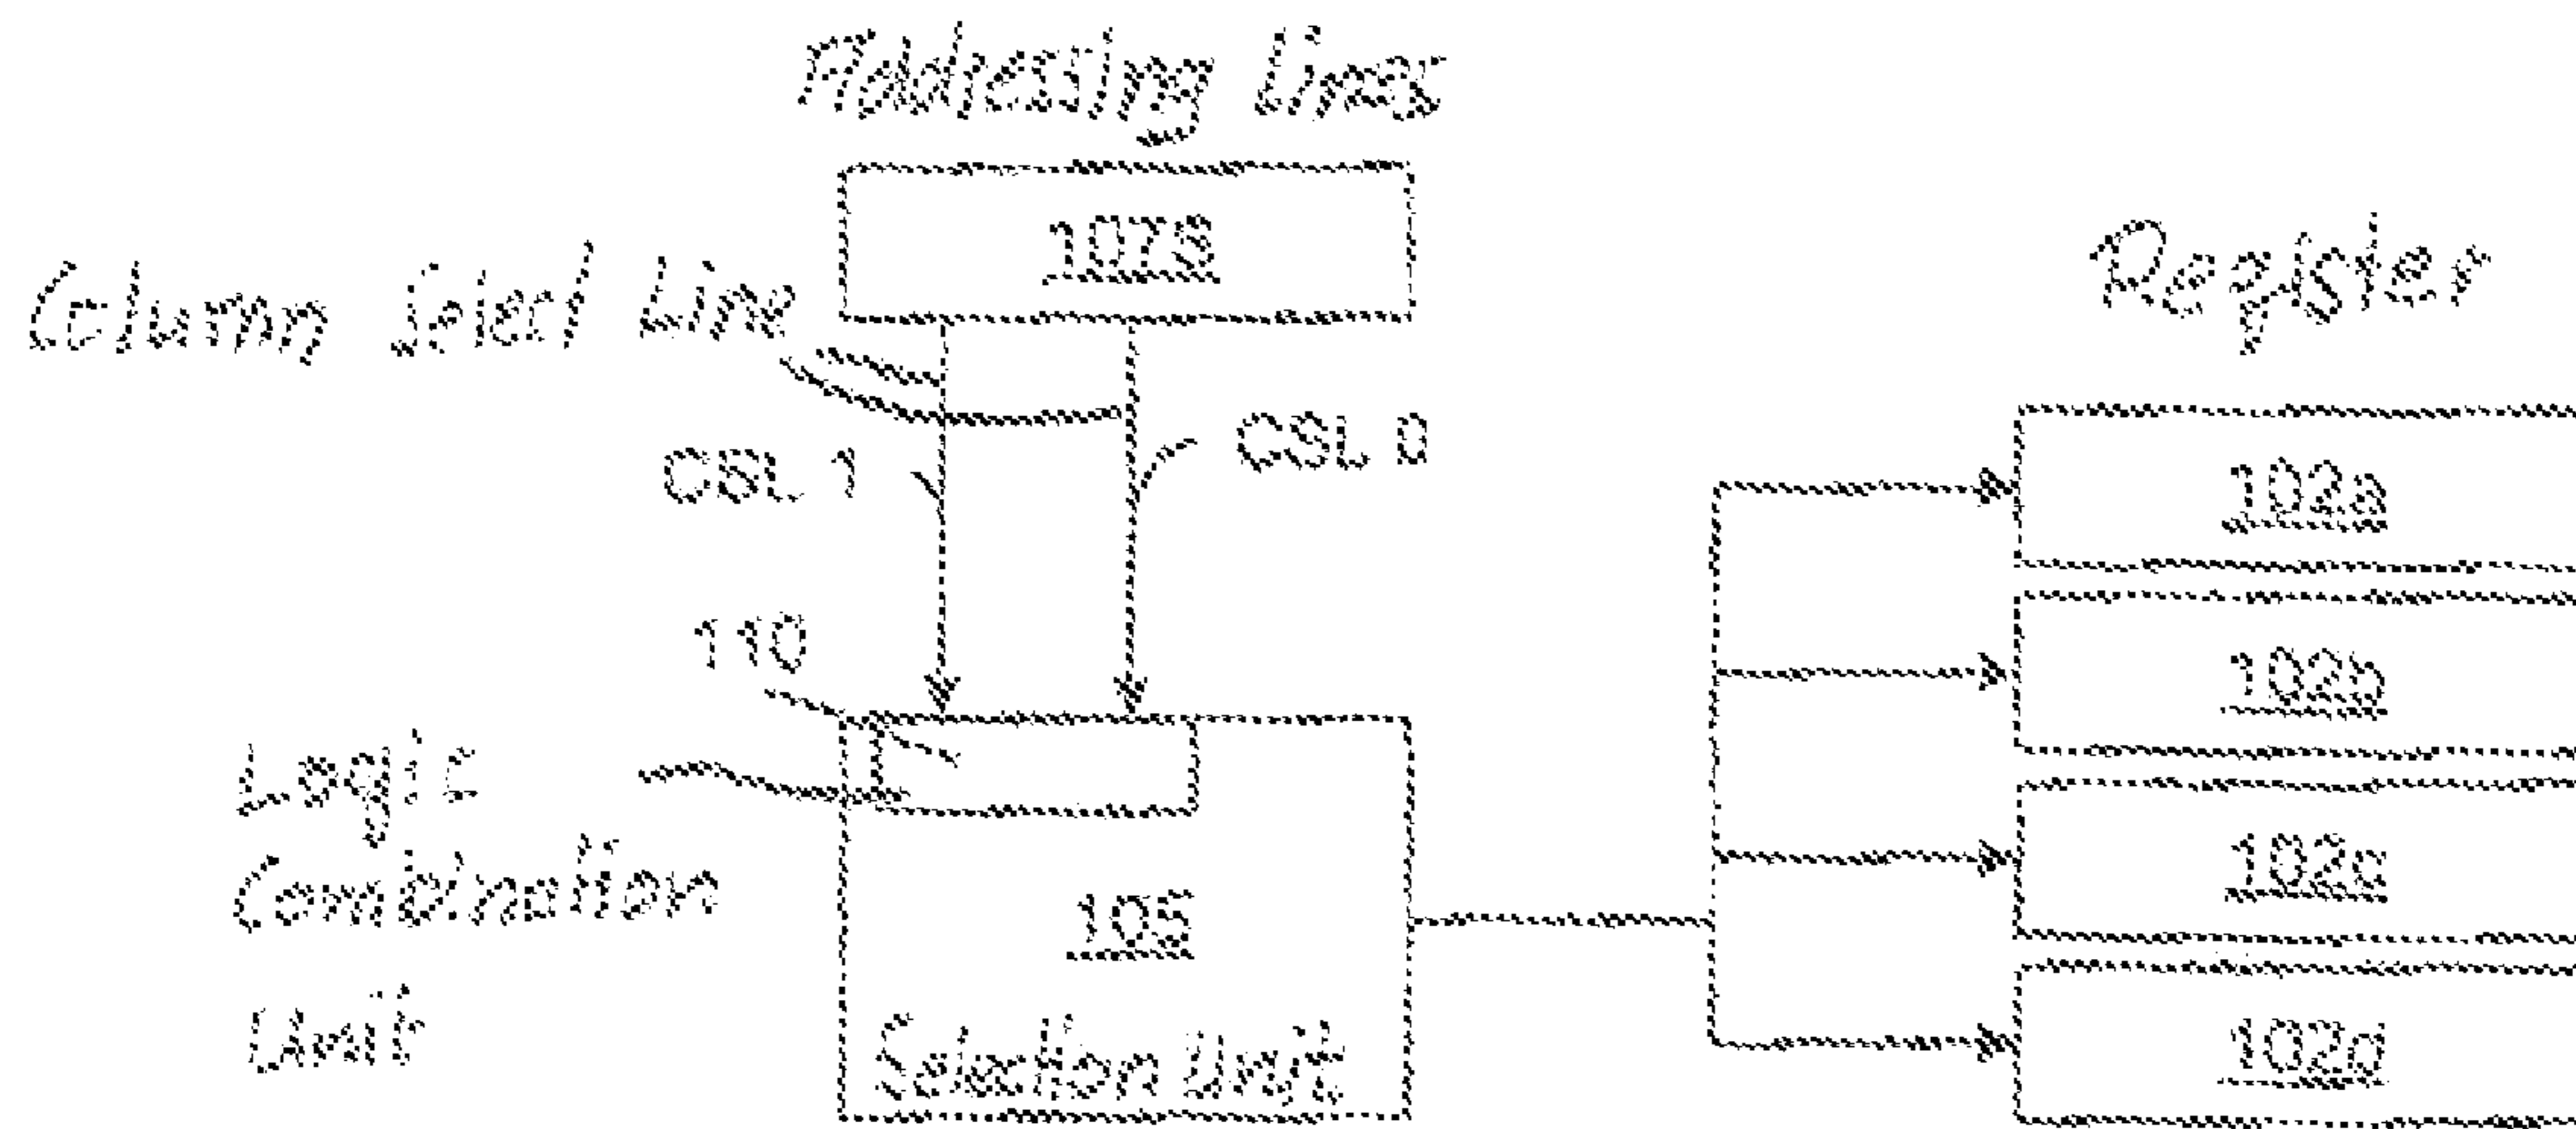 Addressing Lines
107a
Column Select Line
Register
CSL 1
CSL 0
102a
110
102b
Logic
Combination
Unit
102c
105
Selection Unit
102d